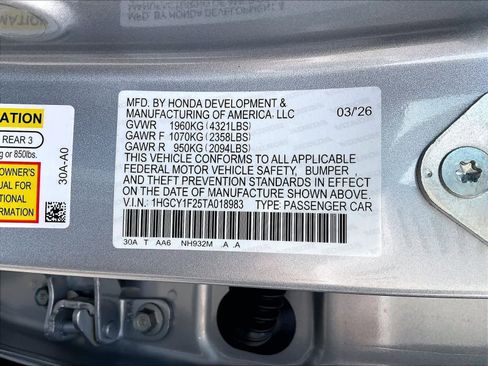 MFD. BY HONDA DEVELOPMENT &
MANUFACTURING OF AMERICA, LLC 03/'26
GVWR 1960KG (4321LBS)
GAWR F 1070KG (2358LBS)
GAWR R 950KG (2094LBS)
THIS VEHICLE CONFORMS TO ALL APPLICABLE
FEDERAL MOTOR VEHICLE SAFETY, BUMPER,
AND THEFT PREVENTION STANDARDS IN EFFECT
ON THE DATE OF MANUFACTURE SHOWN ABOVE.
V.I.N.: 1HGCY1F25TA018983 TYPE: PASSENGER CAR
30A T AA6 NH932M .A .A
ATION
REAR 3
g or 850lbs.
OWNER'S
NUAL FOR
DITIONAL
ORMATION
30A-A0